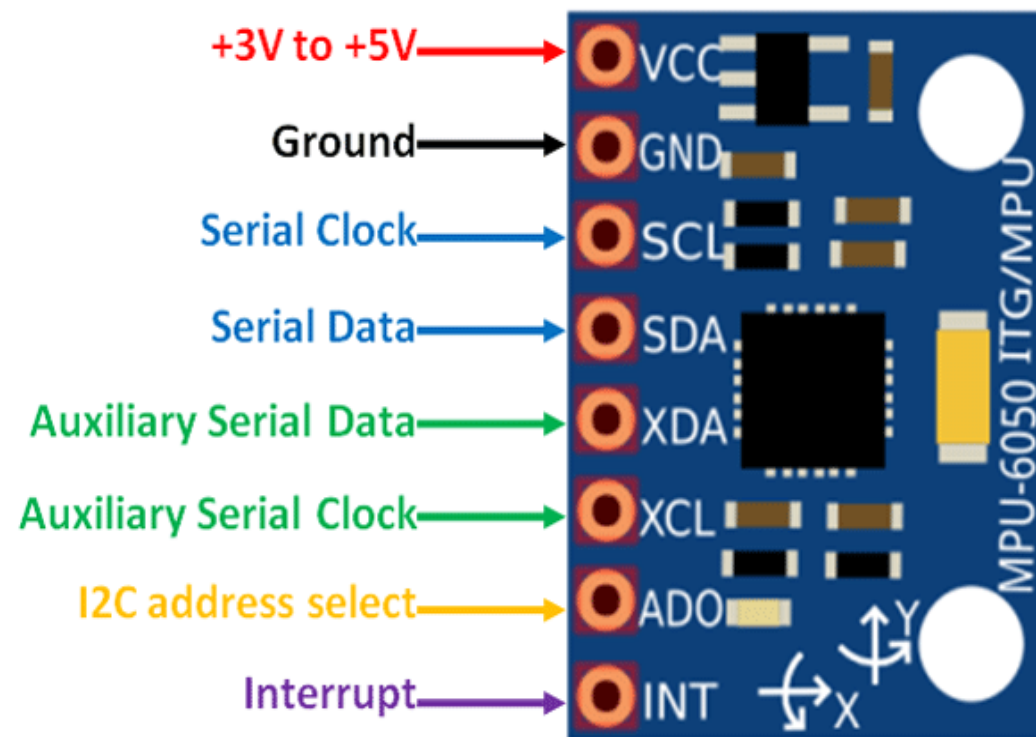 +3V to +5V
VCC
Ground
GND
Serial Clock
SCL
Serial Data
SDA
Auxiliary Serial Data
XDA
Auxiliary Serial Clock
XCL
I2C address select
ADO
Interrupt
INT
MPU-6050 ITG/MPU
Y
X